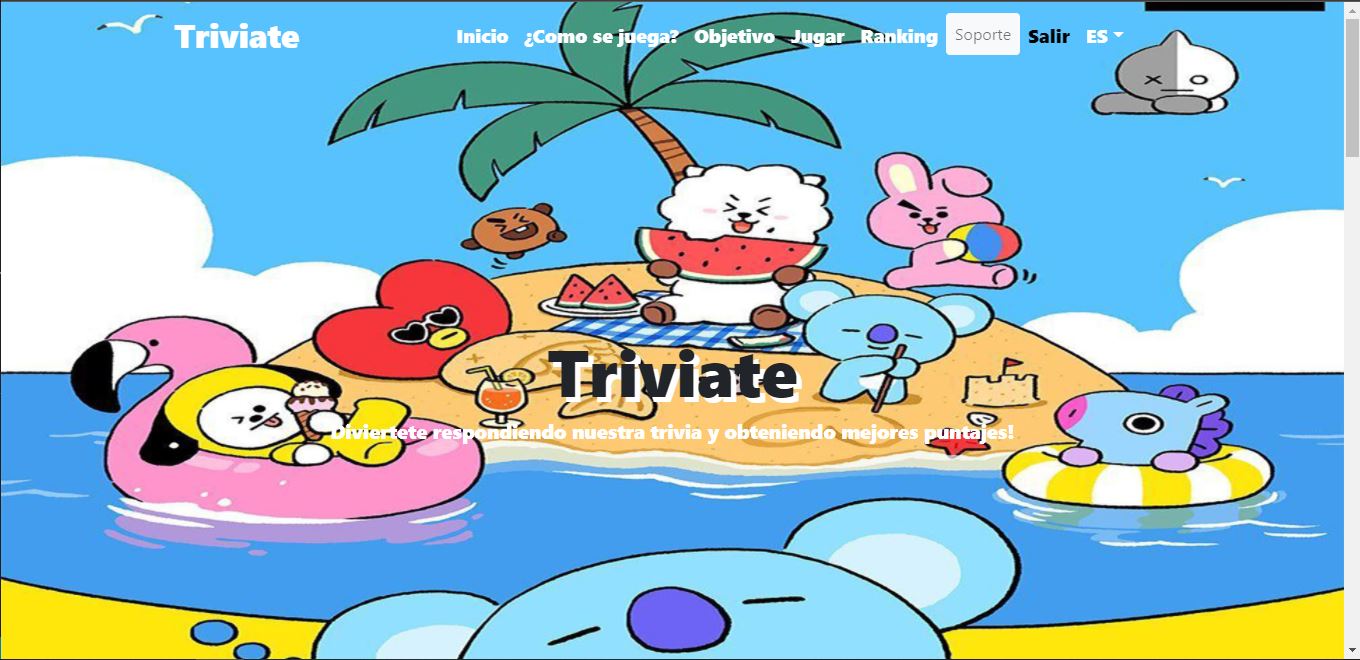 Triviate Inicio ¿Como se juega? Objetivo Jugar Ranking Soporte Salir ES
Triviate
Diviertete respondiendo nuestra trivia y obteniendo mejores puntajes!